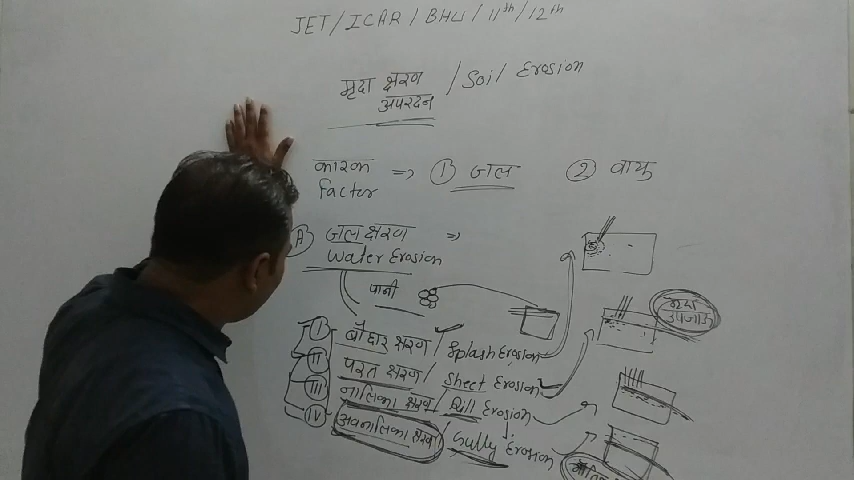 JET/ICAR/BHU/11th/12th
मृदा क्षरण / Soil Erosion
अपरदन
कारक => ① जल ② वायु
factor
Ⓐ जल क्षरण =>
Water Erosion
पानी
मृदा
उपजाऊ
I बौछार क्षरण / Splash Erosion
II परत क्षरण / Sheet Erosion
III नालिका क्षरण / Rill Erosion
IV अवनालिका क्षरण / Gully Erosion